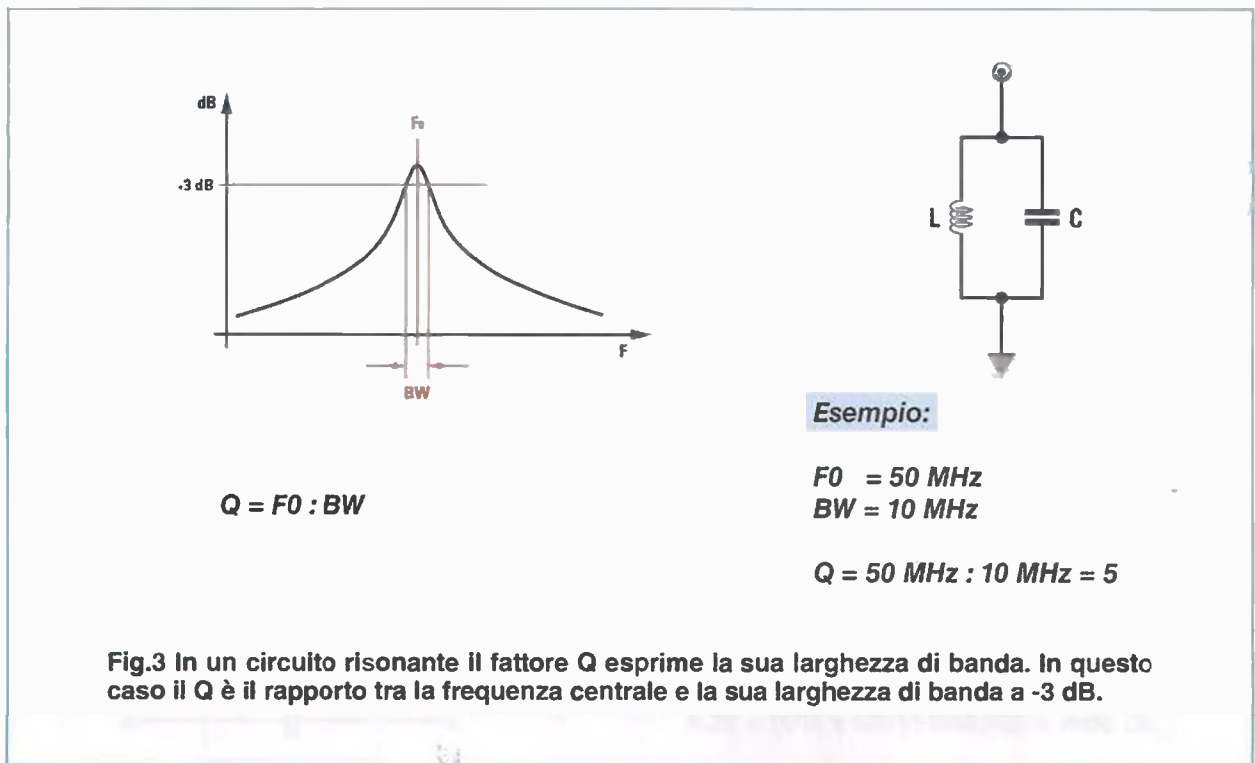 dB
F₀
-3 dB
F
BW
L
C
Esempio:
F0 = 50 MHz
BW = 10 MHz
Q = F0 : BW
Q = 50 MHz : 10 MHz = 5
Fig.3 In un circuito risonante il fattore Q esprime la sua larghezza di banda. In questo
caso il Q è il rapporto tra la frequenza centrale e la sua larghezza di banda a -3 dB.